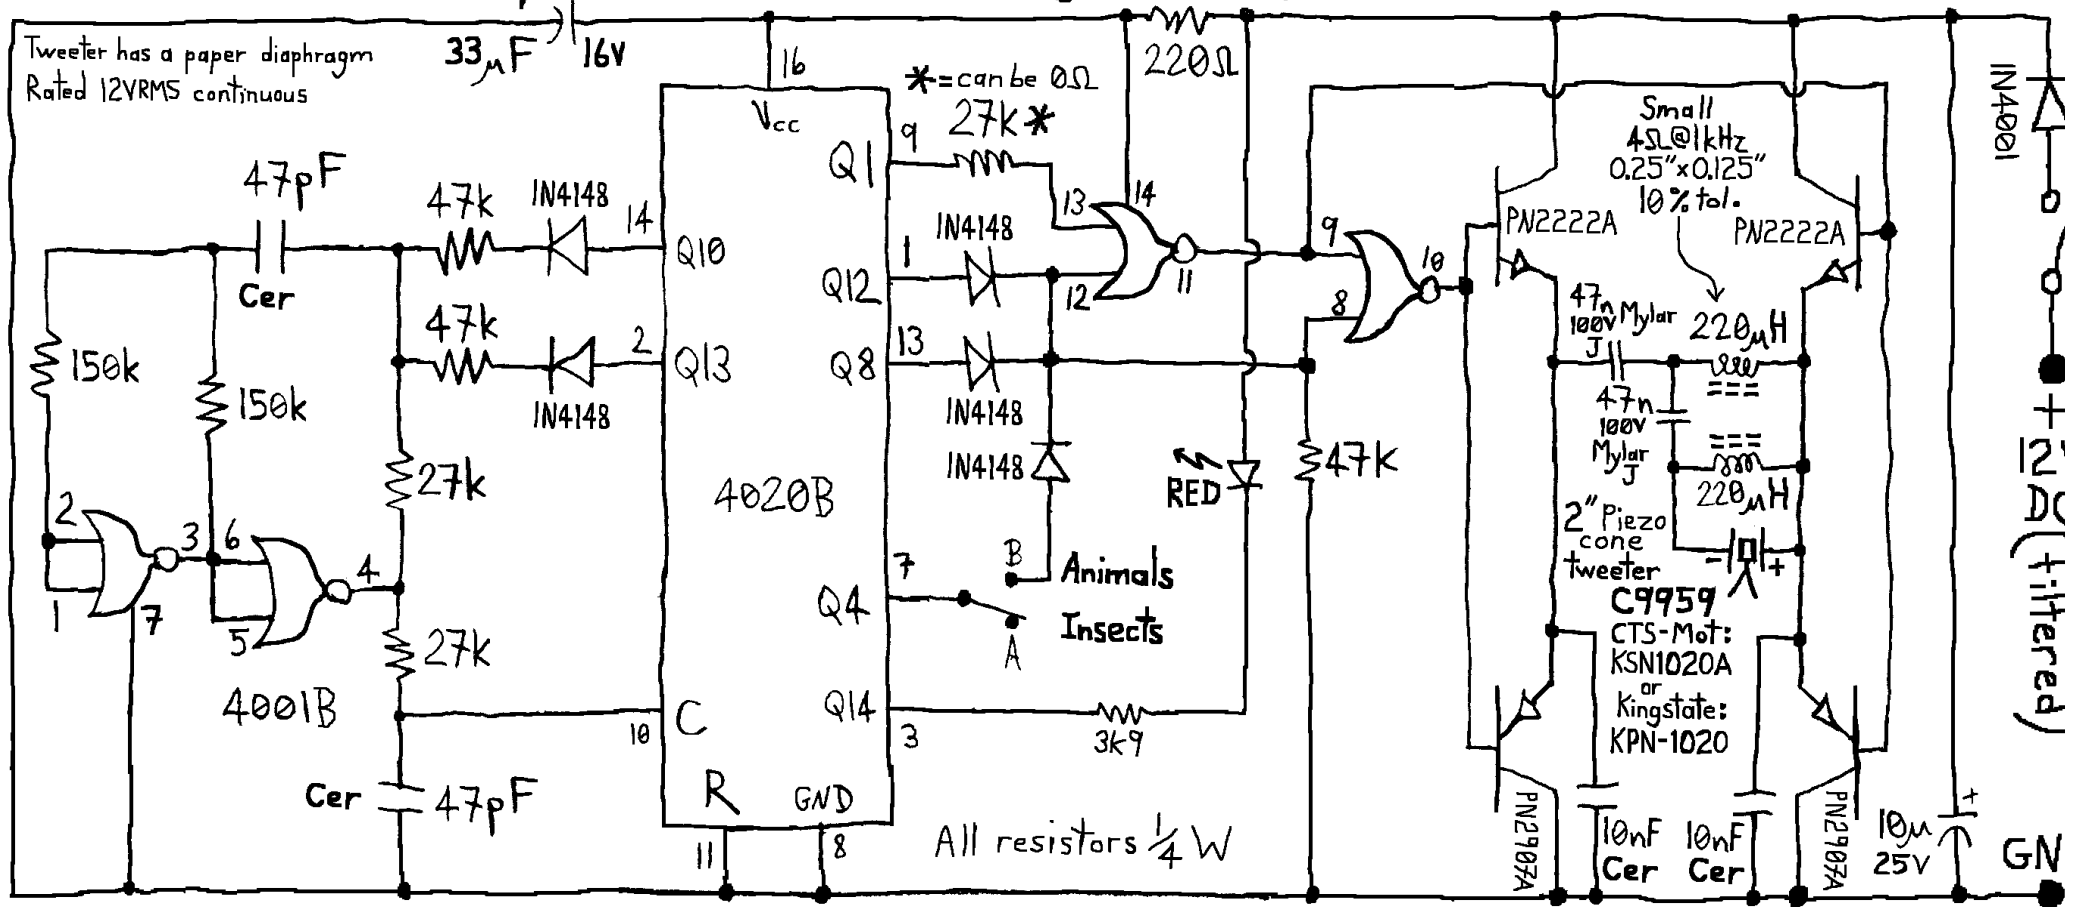 Tweeter has a paper diaphragm
Rated 12VRMS continuous
33μF
16V
220Ω
16
Vcc
*=can be 0Ω
27k*
9
Q1
47pF
Cer
47k
1N4148
14
Q10
47k
1N4148
2
Q13
150k
150k
27k
27k
2
1
7
3
6
5
4
4001B
10
C
Cer
47pF
R
11
GND
8
4020B
1N4148
1
Q12
13
Q8
1N4148
1N4148
13
14
12
11
9
8
10
RED
47k
7
Q4
B
Animals
Insects
A
Q14
3
3k9
All resistors 1/4 W
Small
4Ω@1kHz
0.25"x0.125"
10% tol.
PN2222A
PN2222A
47n
100V Mylar
J
220μH
47n
100V
Mylar
J
220μH
2" Piezo
cone
tweeter
-
+
C9959
CTS-Mot:
KSN1020A
or
Kingstate:
KPN-1020
PN2907A
10nF
Cer
10nF
Cer
PN2907A
10μ
25V
+
1N4001
+
12V
DC
(filtered)
GN